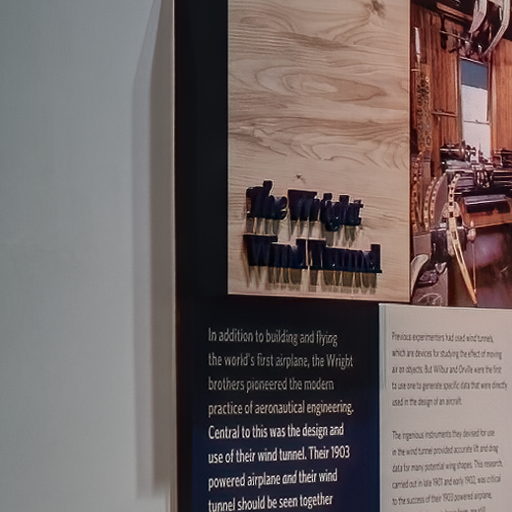 The Wright
Wind Tunnel
In addition to building and flying
the world's first airplane, the Wright
brothers pioneered the modern
practice of aeronautical engineering.
Central to this was the design and
use of their wind tunnel. Their 1903
powered airplane and their wind
tunnel should be seen together
Previous experimenters had used wind tunnels,
which are devices for studying the effect of moving
air on objects. But Wilbur and Orville were the first
to use one to generate specific data that were directly
used in the design of an aircraft.
The ingenious instruments they devised for use
in the wind tunnel provided accurate lift and drag
data for many potential wing shapes. This research,
carried out in late 1901 and early 1902, was critical
to the success of their 1903 powered airplane,